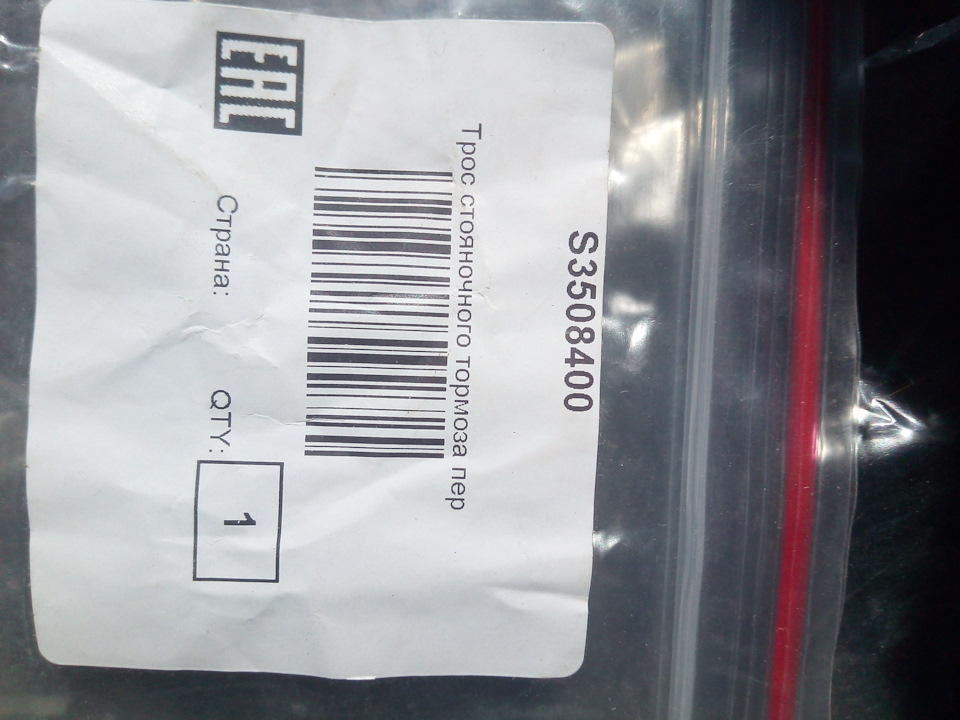 S3508400
Трос стояночного тормоза пер
Страна: QTY: 1
EAC